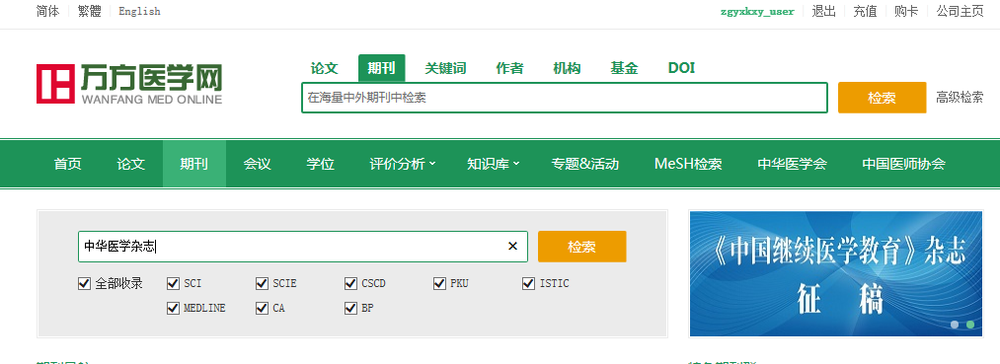 简体 繁體 English zgyxkxy_user 退出 充值 购卡 公司主页
论文 期刊 关键词 作者 机构 基金 DOI
万方医学网
WANFANG MED ONLINE
在海量中外期刊中检索 检索 高级检索
首页 论文 期刊 会议 学位 评价分析 知识库 专题&活动 MeSH检索 中华医学会 中国医师协会
中华医学杂志 检索
全部收录 SCI SCIE CSCD PKU ISTIC
MEDLINE CA BP
《中国继续医学教育》杂志
征 稿